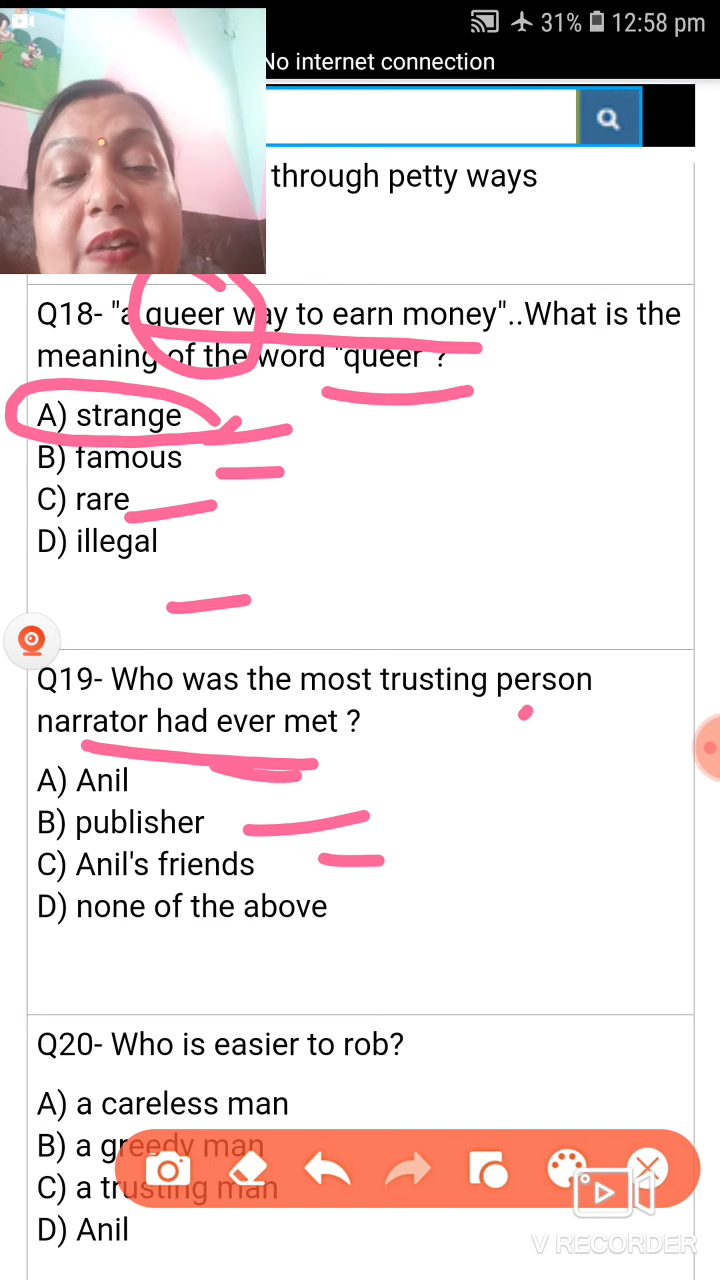 31% 12:58 pm
No internet connection
through petty ways
Q18- "a queer way to earn money"..What is the
meaning of the word "queer ?
A) strange
B) famous
C) rare
D) illegal
Q19- Who was the most trusting person
narrator had ever met ?
A) Anil
B) publisher
C) Anil's friends
D) none of the above
Q20- Who is easier to rob?
A) a careless man
B) a greedy man
C) a trusting man
D) Anil
V RECORDER